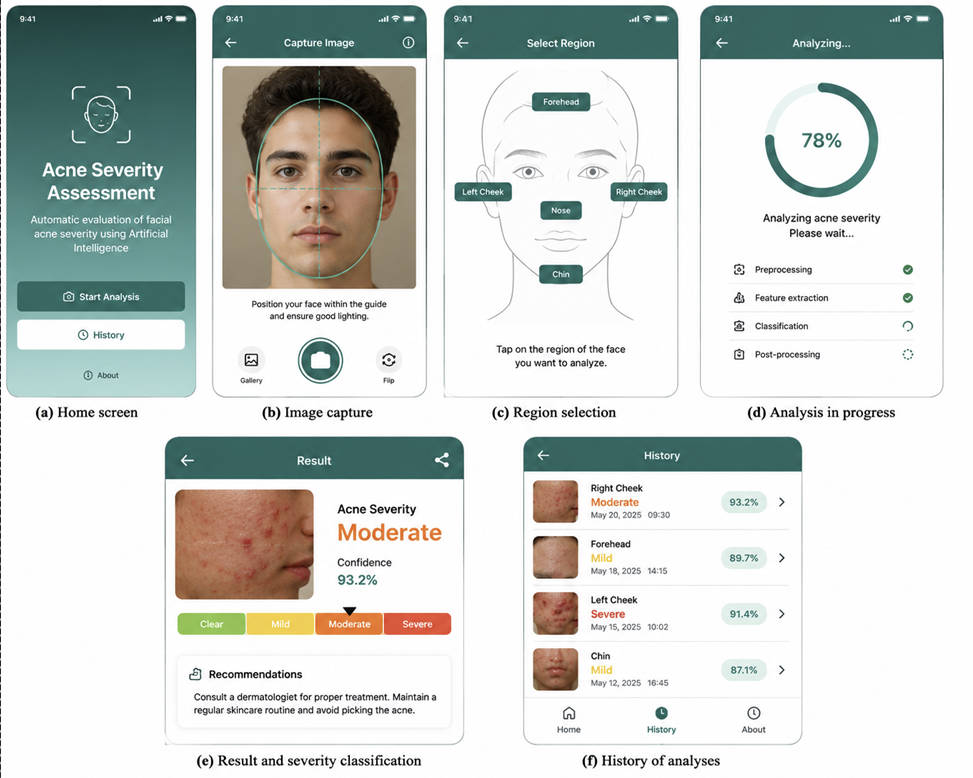 9:41
Acne Severity
Assessment
Automatic evaluation of facial
acne severity using Artificial
Intelligence
Start Analysis
History
About
(a) Home screen
9:41
Capture Image
Position your face within the guide
and ensure good lighting.
Gallery
Flip
(b) Image capture
9:41
Select Region
Forehead
Left Cheek
Right Cheek
Nose
Chin
Tap on the region of the face
you want to analyze.
(c) Region selection
9:41
Analyzing...
78%
Analyzing acne severity
Please wait...
Preprocessing
Feature extraction
Classification
Post-processing
(d) Analysis in progress
Result
Acne Severity
Moderate
Confidence
93.2%
Clear
Mild
Moderate
Severe
Recommendations
Consult a dermatologiet for proper treatment. Maintain a
regular skincare routine and avoid picking the acne.
(e) Result and severity classification
History
Right Cheek
Moderate
May 20, 2025 09:30
93.2%
Forehead
Mild
May 18, 2025 14:15
89.7%
Left Cheek
Severe
May 15, 2025 10:02
91.4%
Chin
Mild
May 12, 2025 16:45
87.1%
Home
History
About
(f) History of analyses